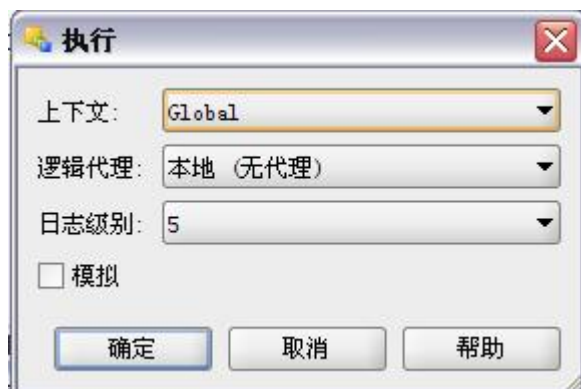 执行
上下文: Global
逻辑代理: 本地 (无代理)
日志级别: 5
模拟
确定 取消 帮助